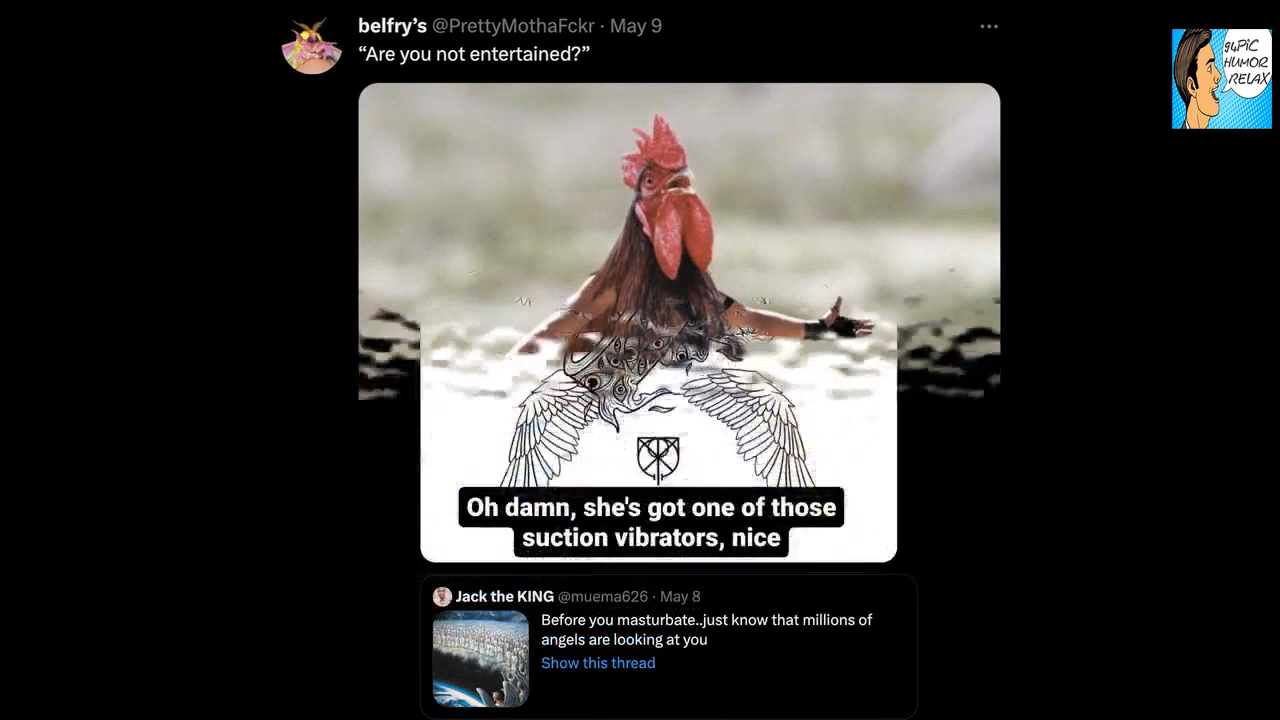 belfry’s @PrettyMothaFckr · May 9
“Are you not entertained?”
94PIC
HUMOR
RELAX
Oh damn, she's got one of those
suction vibrators, nice
Jack the KING @muema626 · May 8
Before you masturbate..just know that millions of
angels are looking at you
Show this thread